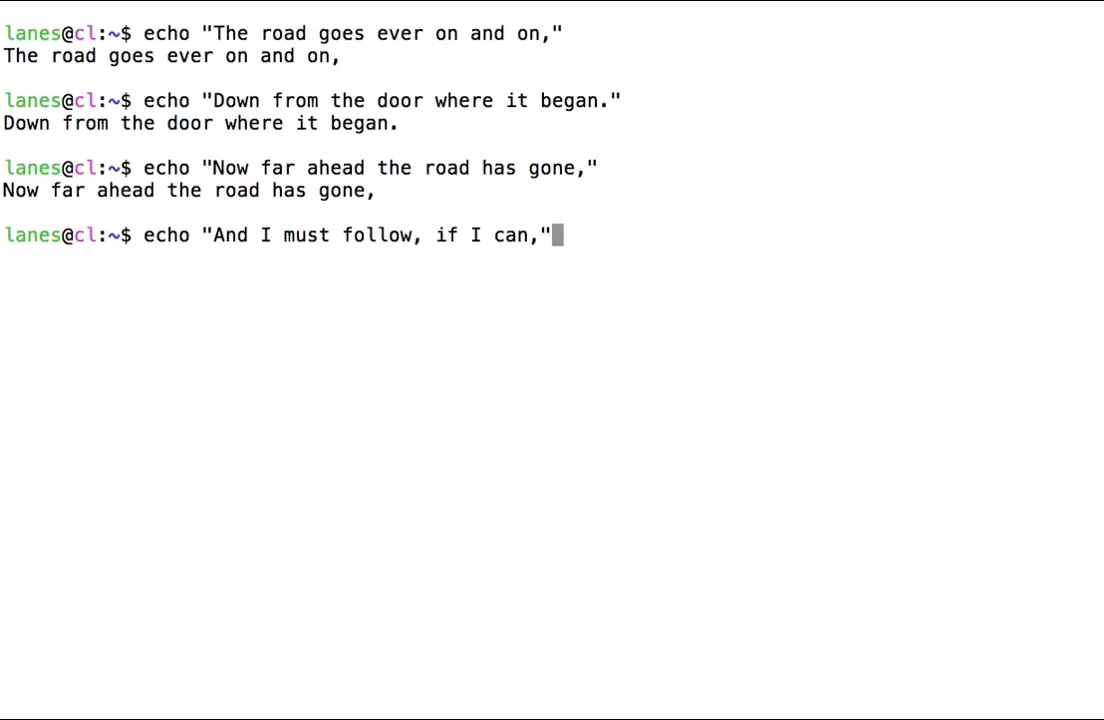 lanes@cl:~$ echo "The road goes ever on and on,"
The road goes ever on and on,
lanes@cl:~$ echo "Down from the door where it began."
Down from the door where it began.
lanes@cl:~$ echo "Now far ahead the road has gone,"
Now far ahead the road has gone,
lanes@cl:~$ echo "And I must follow, if I can,"